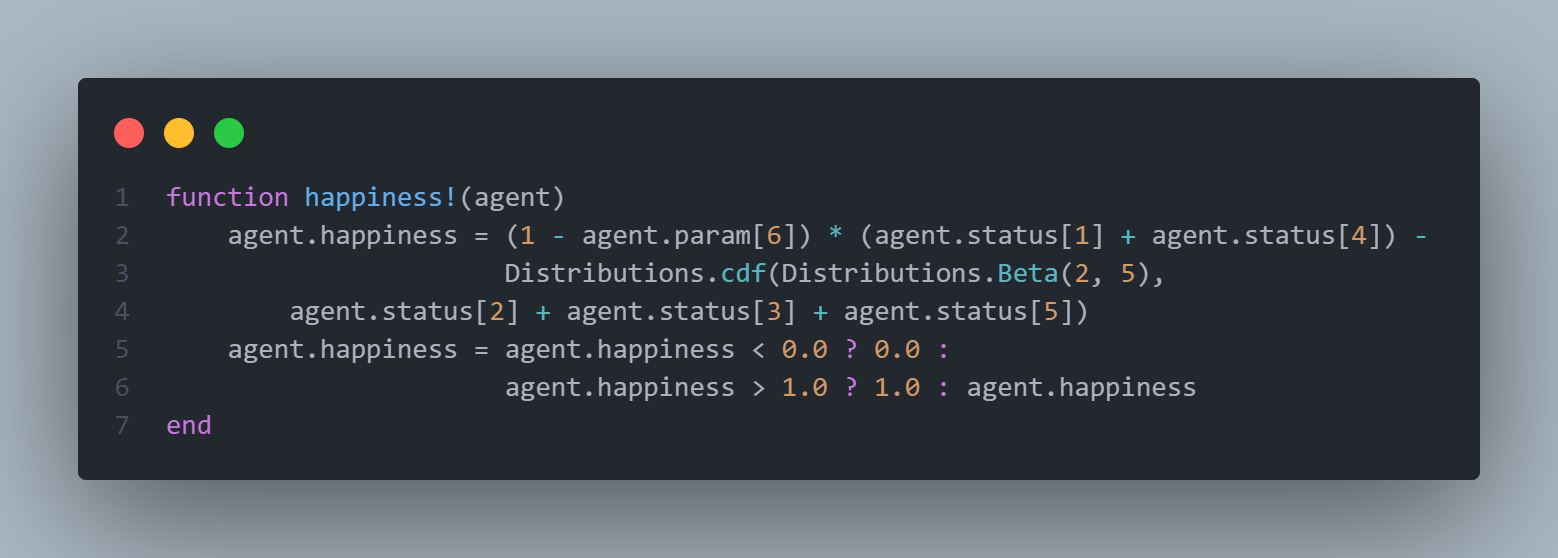 1 function happiness!(agent)
2     agent.happiness = (1 - agent.param[6]) * (agent.status[1] + agent.status[4]) -
3                       Distributions.cdf(Distributions.Beta(2, 5),
4         agent.status[2] + agent.status[3] + agent.status[5])
5     agent.happiness = agent.happiness < 0.0 ? 0.0 :
6                       agent.happiness > 1.0 ? 1.0 : agent.happiness
7 end